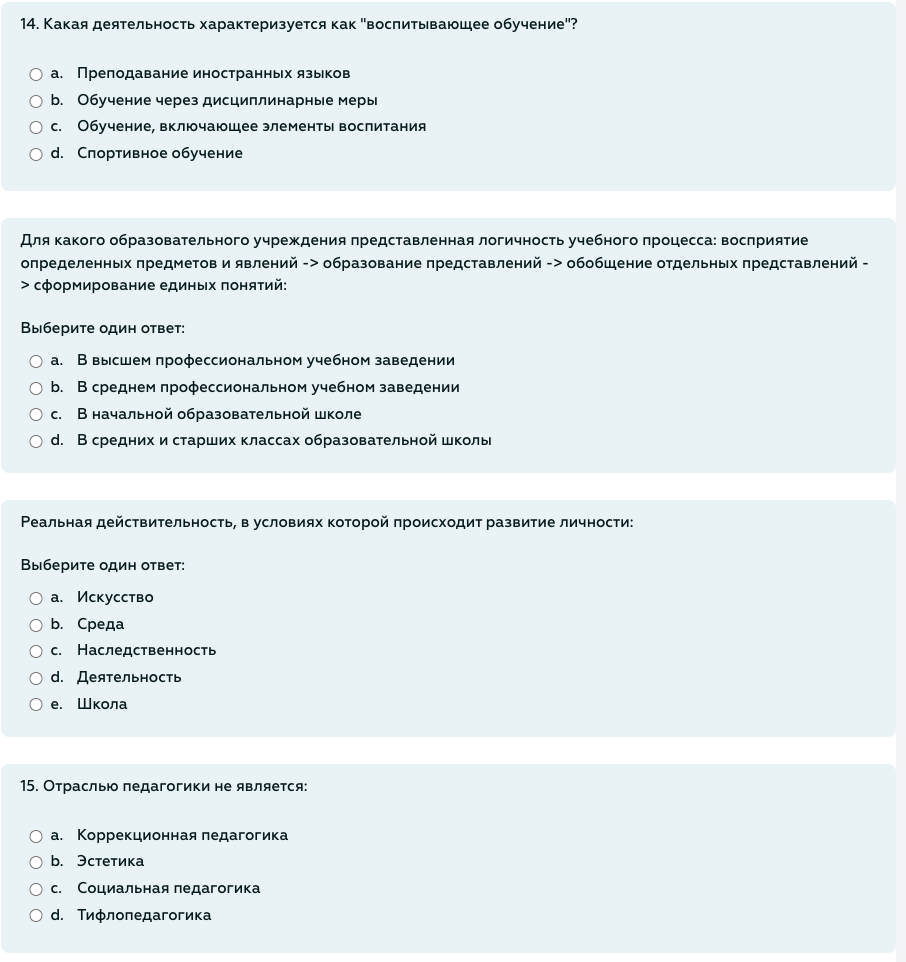 14. Какая деятельность характеризуется как "воспитывающее обучение"?
a. Преподавание иностранных языков
b. Обучение через дисциплинарные меры
c. Обучение, включающее элементы воспитания
d. Спортивное обучение
Для какого образовательного учреждения представленная логичность учебного процесса: восприятие
определенных предметов и явлений -> образование представлений -> обобщение отдельных представлений -
> сформирование единых понятий:
Выберите один ответ:
a. В высшем профессиональном учебном заведении
b. В среднем профессиональном учебном заведении
c. В начальной образовательной школе
d. В средних и старших классах образовательной школы
Реальная действительность, в условиях которой происходит развитие личности:
Выберите один ответ:
a. Искусство
b. Среда
c. Наследственность
d. Деятельность
e. Школа
15. Отраслью педагогики не является:
a. Коррекционная педагогика
b. Эстетика
c. Социальная педагогика
d. Тифлопедагогика